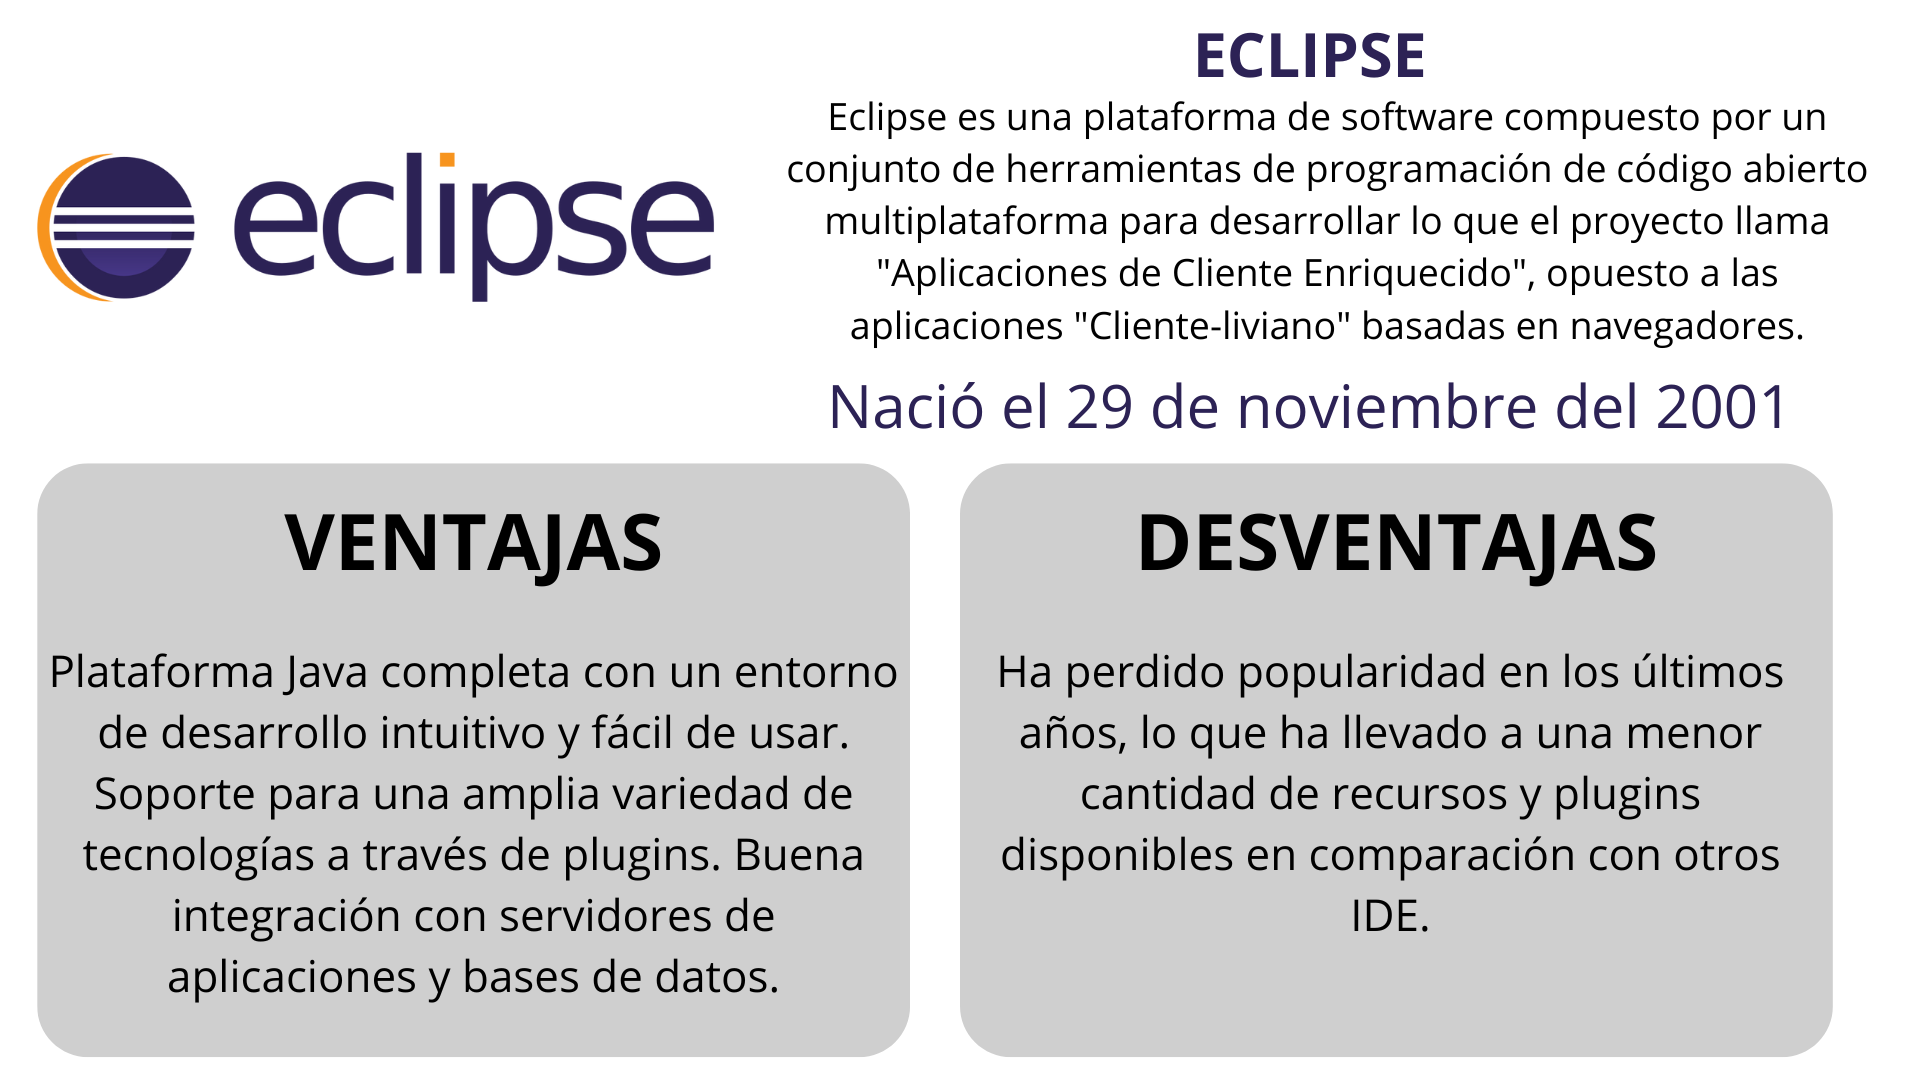 eclipse
ECLIPSE
Eclipse es una plataforma de software compuesto por un
conjunto de herramientas de programación de código abierto
multiplataforma para desarrollar lo que el proyecto llama
"Aplicaciones de Cliente Enriquecido", opuesto a las
aplicaciones "Cliente-liviano" basadas en navegadores.
Nació el 29 de noviembre del 2001
VENTAJAS
Plataforma Java completa con un entorno
de desarrollo intuitivo y fácil de usar.
Soporte para una amplia variedad de
tecnologías a través de plugins. Buena
integración con servidores de
aplicaciones y bases de datos.
DESVENTAJAS
Ha perdido popularidad en los últimos
años, lo que ha llevado a una menor
cantidad de recursos y plugins
disponibles en comparación con otros
IDE.